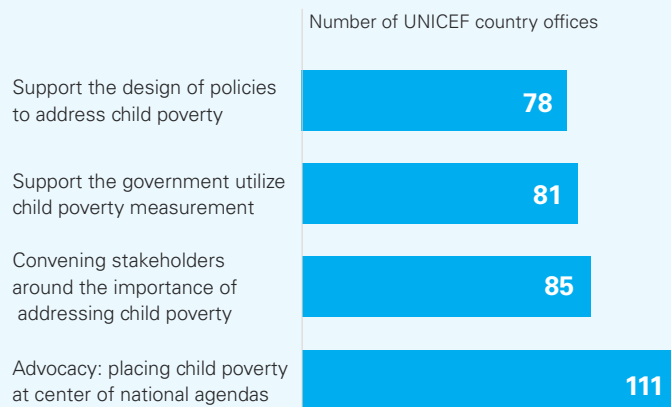 Number of UNICEF country offices
Support the design of policies
to address child poverty
78
Support the government utilize
child poverty measurement
81
Convening stakeholders
around the importance of
addressing child poverty
85
Advocacy: placing child poverty
at center of national agendas
111